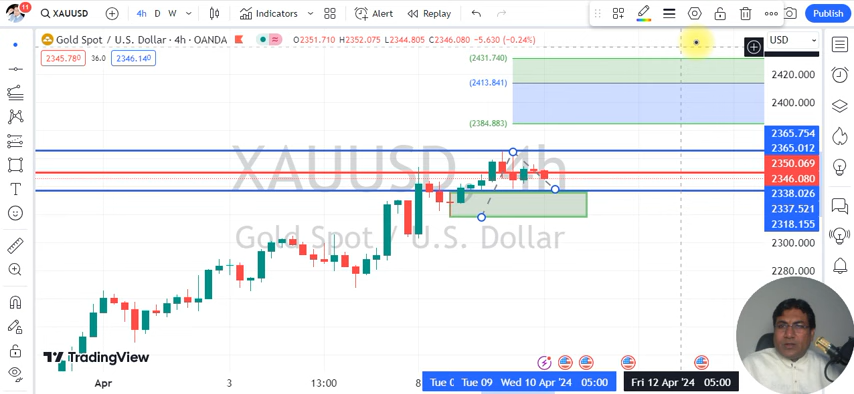 11
XAUUSD
4h D W
Indicators
Alert
Replay
Publish
Gold Spot / U.S. Dollar · 4h · OANDA
O2351.710 H2352.075 L2344.805 C2346.080 −5.630 (−0.24%)
USD
2345.780 36.0 2346.140
(2431.740)
(2413.841)
(2384.883)
2420.000
2400.000
2365.754
2365.012
2350.069
2346.080
2338.026
2337.521
2318.155
2300.000
2280.000
XAUUSD, 4h
Gold Spot / U.S. Dollar
TradingView
Apr 3 13:00 8 Tue 0 Tue 09 Wed 10 Apr '24 05:00 Fri 12 Apr '24 05:00